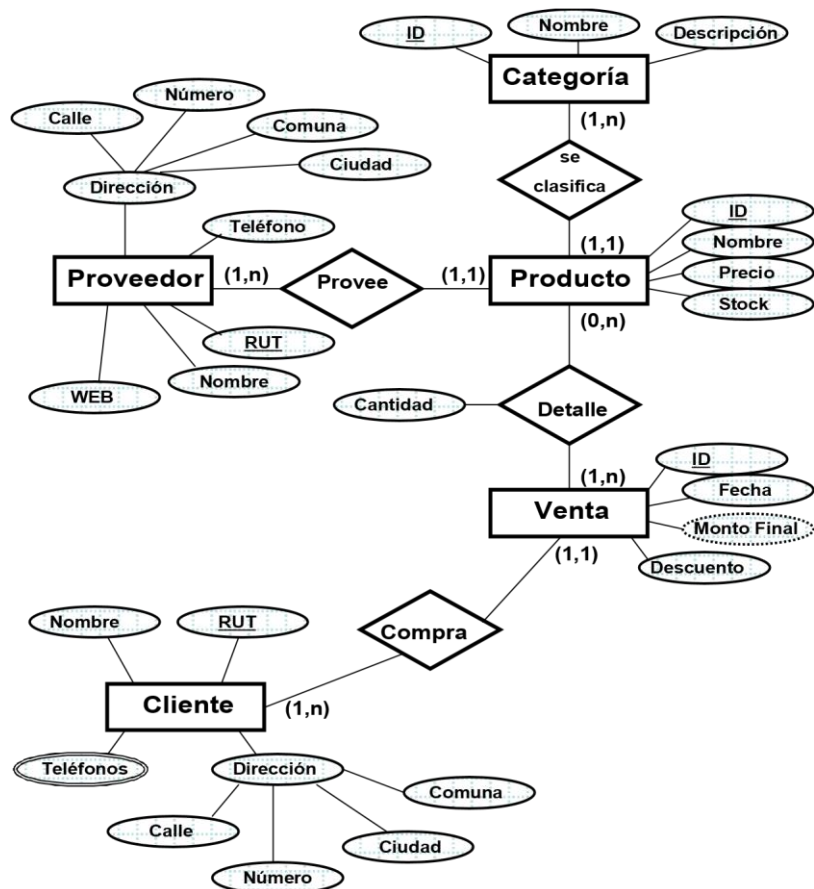 ID
Nombre
Descripción
Categoría
(1,n)
se
clasifica
(1,1)
Número
Calle
Comuna
Ciudad
Dirección
Teléfono
Proveedor
(1,n)
Provee
(1,1)
Producto
ID
Nombre
Precio
Stock
(0,n)
RUT
Nombre
WEB
Cantidad
Detalle
(1,n)
ID
Fecha
Monto Final
Descuento
Venta
(1,1)
Compra
Nombre
RUT
Cliente
(1,n)
Teléfonos
Dirección
Comuna
Calle
Ciudad
Número